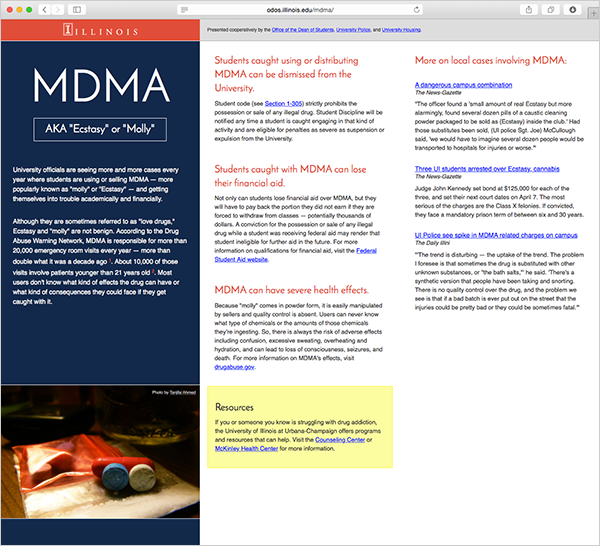 odos.illinois.edu/mdma/
ILLINOIS
Presented cooperatively by the Office of the Dean of Students, University Police, and University Housing.
MDMA
AKA "Ecstasy" or "Molly"
University officials are seeing more and more cases every
year where students are using or selling MDMA — more
popularly known as "molly" or "Ecstasy" — and getting
themselves into trouble academically and financially.
Although they are sometimes referred to as "love drugs,"
Ecstasy and "molly" are not benign. According to the Drug
Abuse Warning Network, MDMA is responsible for more than
20,000 emergency room visits every year — more than
double what it was a decade ago 1. About 10,000 of those
visits involve patients younger than 21 years old 2. Most
users don't know what kind of effects the drug can have or
what kind of consequences they could face if they get
caught with it.
Photo by Tanjila Ahmed
Students caught using or distributing
MDMA can be dismissed from the
University.
Student code (see Section 1-305) strictly prohibits the
possession or sale of any illegal drug. Student Discipline will be
notified any time a student is caught engaging in that kind of
activity and are eligible for penalties as severe as suspension or
expulsion from the University.
Students caught with MDMA can lose
their financial aid.
Not only can students lose financial aid over MDMA, but they
will have to pay back the portion they did not earn if they are
forced to withdraw from classes — potentially thousands of
dollars. A conviction for the possession or sale of any illegal
drug while a student was receiving federal aid may render that
student ineligible for further aid in the future. For more
information on qualifications for financial aid, visit the Federal
Student Aid website.
MDMA can have severe health effects.
Because "molly" comes in powder form, it is easily manipulated
by sellers and quality control is absent. Users can never know
what type of chemicals or the amounts of those chemicals
they're ingesting. So, there is always the risk of adverse effects
including confusion, excessive sweating, overheating and
hydration, and can lead to loss of consciousness, seizures, and
death. For more information on MDMA's effects, visit
drugabuse.gov.
Resources
If you or someone you know is struggling with drug addiction,
the University of Illinois at Urbana-Champaign offers programs
and resources that can help. Visit the Counseling Center or
McKinley Health Center for more information.
More on local cases involving MDMA:
A dangerous campus combination
The News-Gazette
"The officer found a 'small amount of real Ecstasy but more
alarmingly, found several dozen pills of a caustic cleaning
powder packaged to be sold as (Ecstasy) inside the club.' Had
those substances been sold, (UI police Sgt. Joe) McCullough
said, 'we would have to imagine several dozen people would be
transported to hospitals for injuries or worse.'"
Three UI students arrested over Ecstasy, cannabis
The News-Gazette
Judge John Kennedy set bond at $125,000 for each of the
three, and set their next court dates on April 7. The most
serious of the charges are the Class X felonies. If convicted,
they face a mandatory prison term of between six and 30 years.
UI Police see spike in MDMA related charges on campus
The Daily Illini
"'The trend is disturbing — the uptake of the trend. The problem
I foresee is that sometimes the drug is substituted with other
unknown substances, or "the bath salts,"' he said. 'There's a
synthetic version that people have been taking and snorting.
There is no quality control over the drug, and the problem we
see is that if a bad batch is ever put out on the street that the
injuries could be pretty bad or they could be sometimes fatal.'"